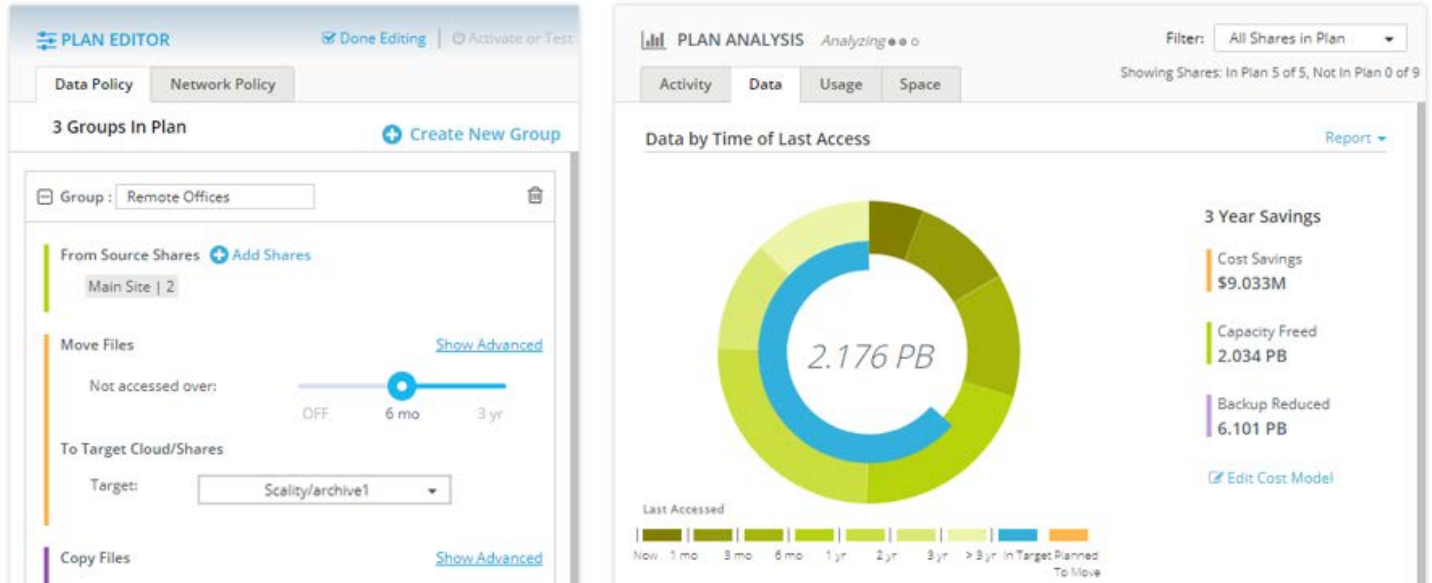 PLAN EDITOR
Done Editing | Activate or Test
Data Policy Network Policy
3 Groups In Plan Create New Group
Group : Remote Offices
From Source Shares Add Shares
Main Site | 2
Move Files Show Advanced
Not accessed over:
OFF 6 mo 3 yr
To Target Cloud/Shares
Target: Scality/archive1
Copy Files Show Advanced
PLAN ANALYSIS Analyzing
Filter: All Shares in Plan
Showing Shares: In Plan 5 of 5, Not In Plan 0 of 9
Activity Data Usage Space
Data by Time of Last Access Report
2.176 PB
3 Year Savings
Cost Savings
$9.033M
Capacity Freed
2.034 PB
Backup Reduced
6.101 PB
Edit Cost Model
Last Accessed
Now 1 mo 3 mo 6 mo 1 yr 2 yr 3 yr > 3 yr In Target Planned
To Move